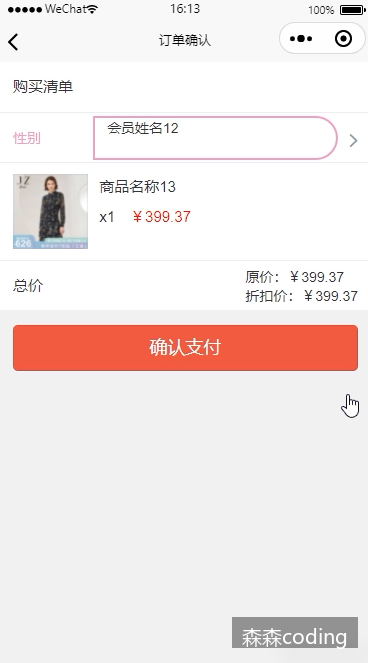 WeChat 16:13 100%
订单确认
购买清单
性别 会员姓名12
JZ
626
商品名称13
x1 ￥399.37
总价
原价：￥399.37
折扣价：￥399.37
确认支付
森森coding